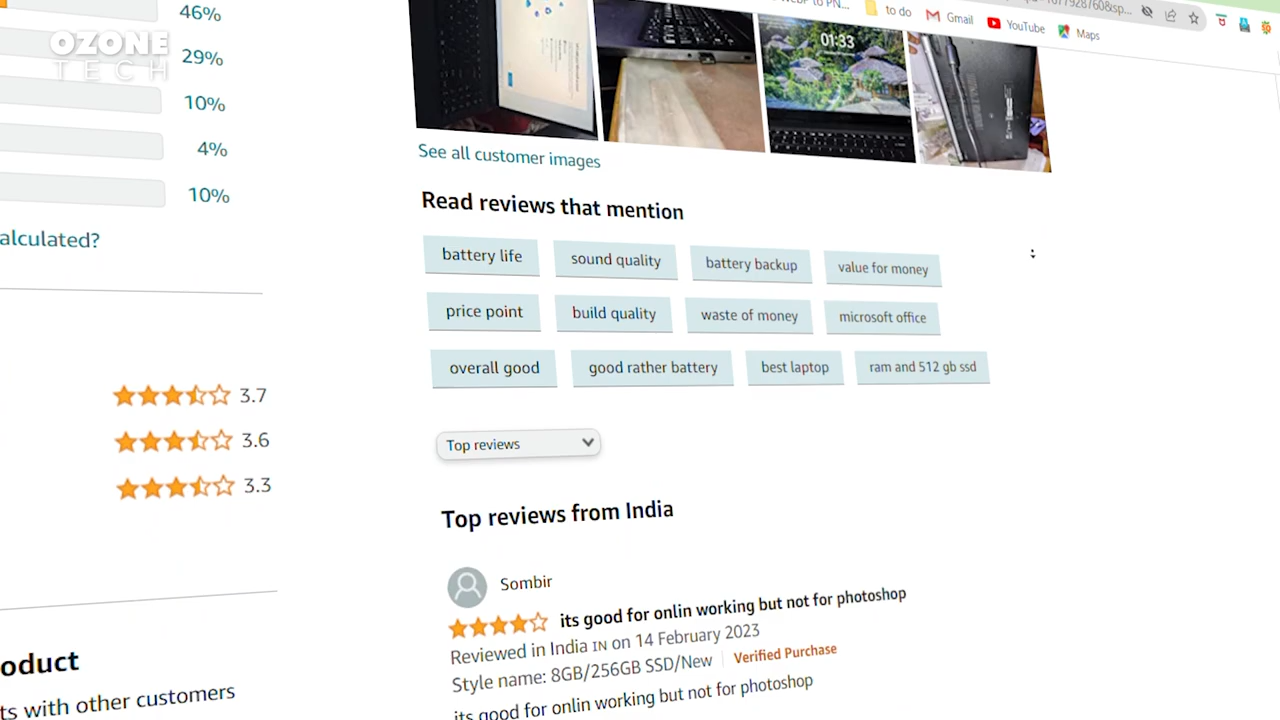 OZONE
TECH
46%
29%
10%
4%
10%
alculated?
3.7
3.6
3.3
oduct
ts with other customers
to do
Gmail
YouTube
Maps
01:33
See all customer images
Read reviews that mention
battery life
sound quality
battery backup
value for money
price point
build quality
waste of money
microsoft office
overall good
good rather battery
best laptop
ram and 512 gb ssd
Top reviews
Top reviews from India
Sombir
its good for onlin working but not for photoshop
Reviewed in India IN on 14 February 2023
Style name: 8GB/256GB SSD/New
Verified Purchase
its good for onlin working but not for photoshop